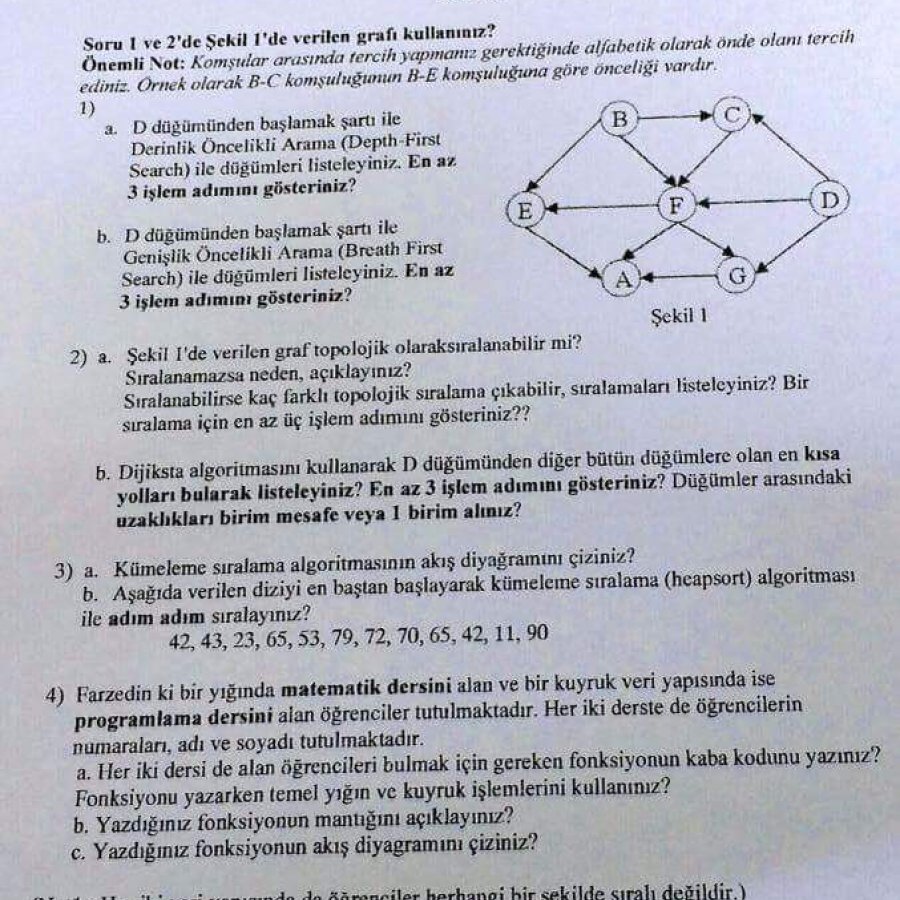 Soru 1 ve 2'de Şekil 1'de verilen grafı kullanınız?
Önemli Not: Komşular arasında tercih yapmanız gerektiğinde alfabetik olarak önde olanı tercih
ediniz. Örnek olarak B-C komşuluğunun B-E komşuluğuna göre önceliği vardır.
1)
a. D düğümünden başlamak şartı ile
Derinlik Öncelikli Arama (Depth-First
Search) ile düğümleri listeleyiniz. En az
3 işlem adımını gösteriniz?
b. D düğümünden başlamak şartı ile
Genişlik Öncelikli Arama (Breath First
Search) ile düğümleri listeleyiniz. En az
3 işlem adımını gösteriniz?
B C
E F D
A G
Şekil 1
2) a. Şekil 1'de verilen graf topolojik olaraksıralanabilir mi?
Sıralanamazsa neden, açıklayınız?
Sıralanabilirse kaç farklı topolojik sıralama çıkabilir, sıralamaları listeleyiniz? Bir
sıralama için en az üç işlem adımını gösteriniz??
b. Dijiksta algoritmasını kullanarak D düğümünden diğer bütün düğümlere olan en kısa
yolları bularak listeleyiniz? En az 3 işlem adımını gösteriniz? Düğümler arasındaki
uzaklıkları birim mesafe veya 1 birim alınız?
3) a. Kümeleme sıralama algoritmasının akış diyağramını çiziniz?
b. Aşağıda verilen diziyi en baştan başlayarak kümeleme sıralama (heapsort) algoritması
ile adım adım sıralayınız?
42, 43, 23, 65, 53, 79, 72, 70, 65, 42, 11, 90
4) Farzedin ki bir yığında matematik dersini alan ve bir kuyruk veri yapısında ise
programlama dersini alan öğrenciler tutulmaktadır. Her iki derste de öğrencilerin
numaraları, adı ve soyadı tutulmaktadır.
a. Her iki dersi de alan öğrencileri bulmak için gereken fonksiyonun kaba kodunu yazınız?
Fonksiyonu yazarken temel yığın ve kuyruk işlemlerini kullanınız?
b. Yazdığınız fonksiyonun mantığını açıklayınız?
c. Yazdığınız fonksiyonun akış diyagramını çiziniz?
de öğrenciler herhangi bir şekilde sıralı değildir.)